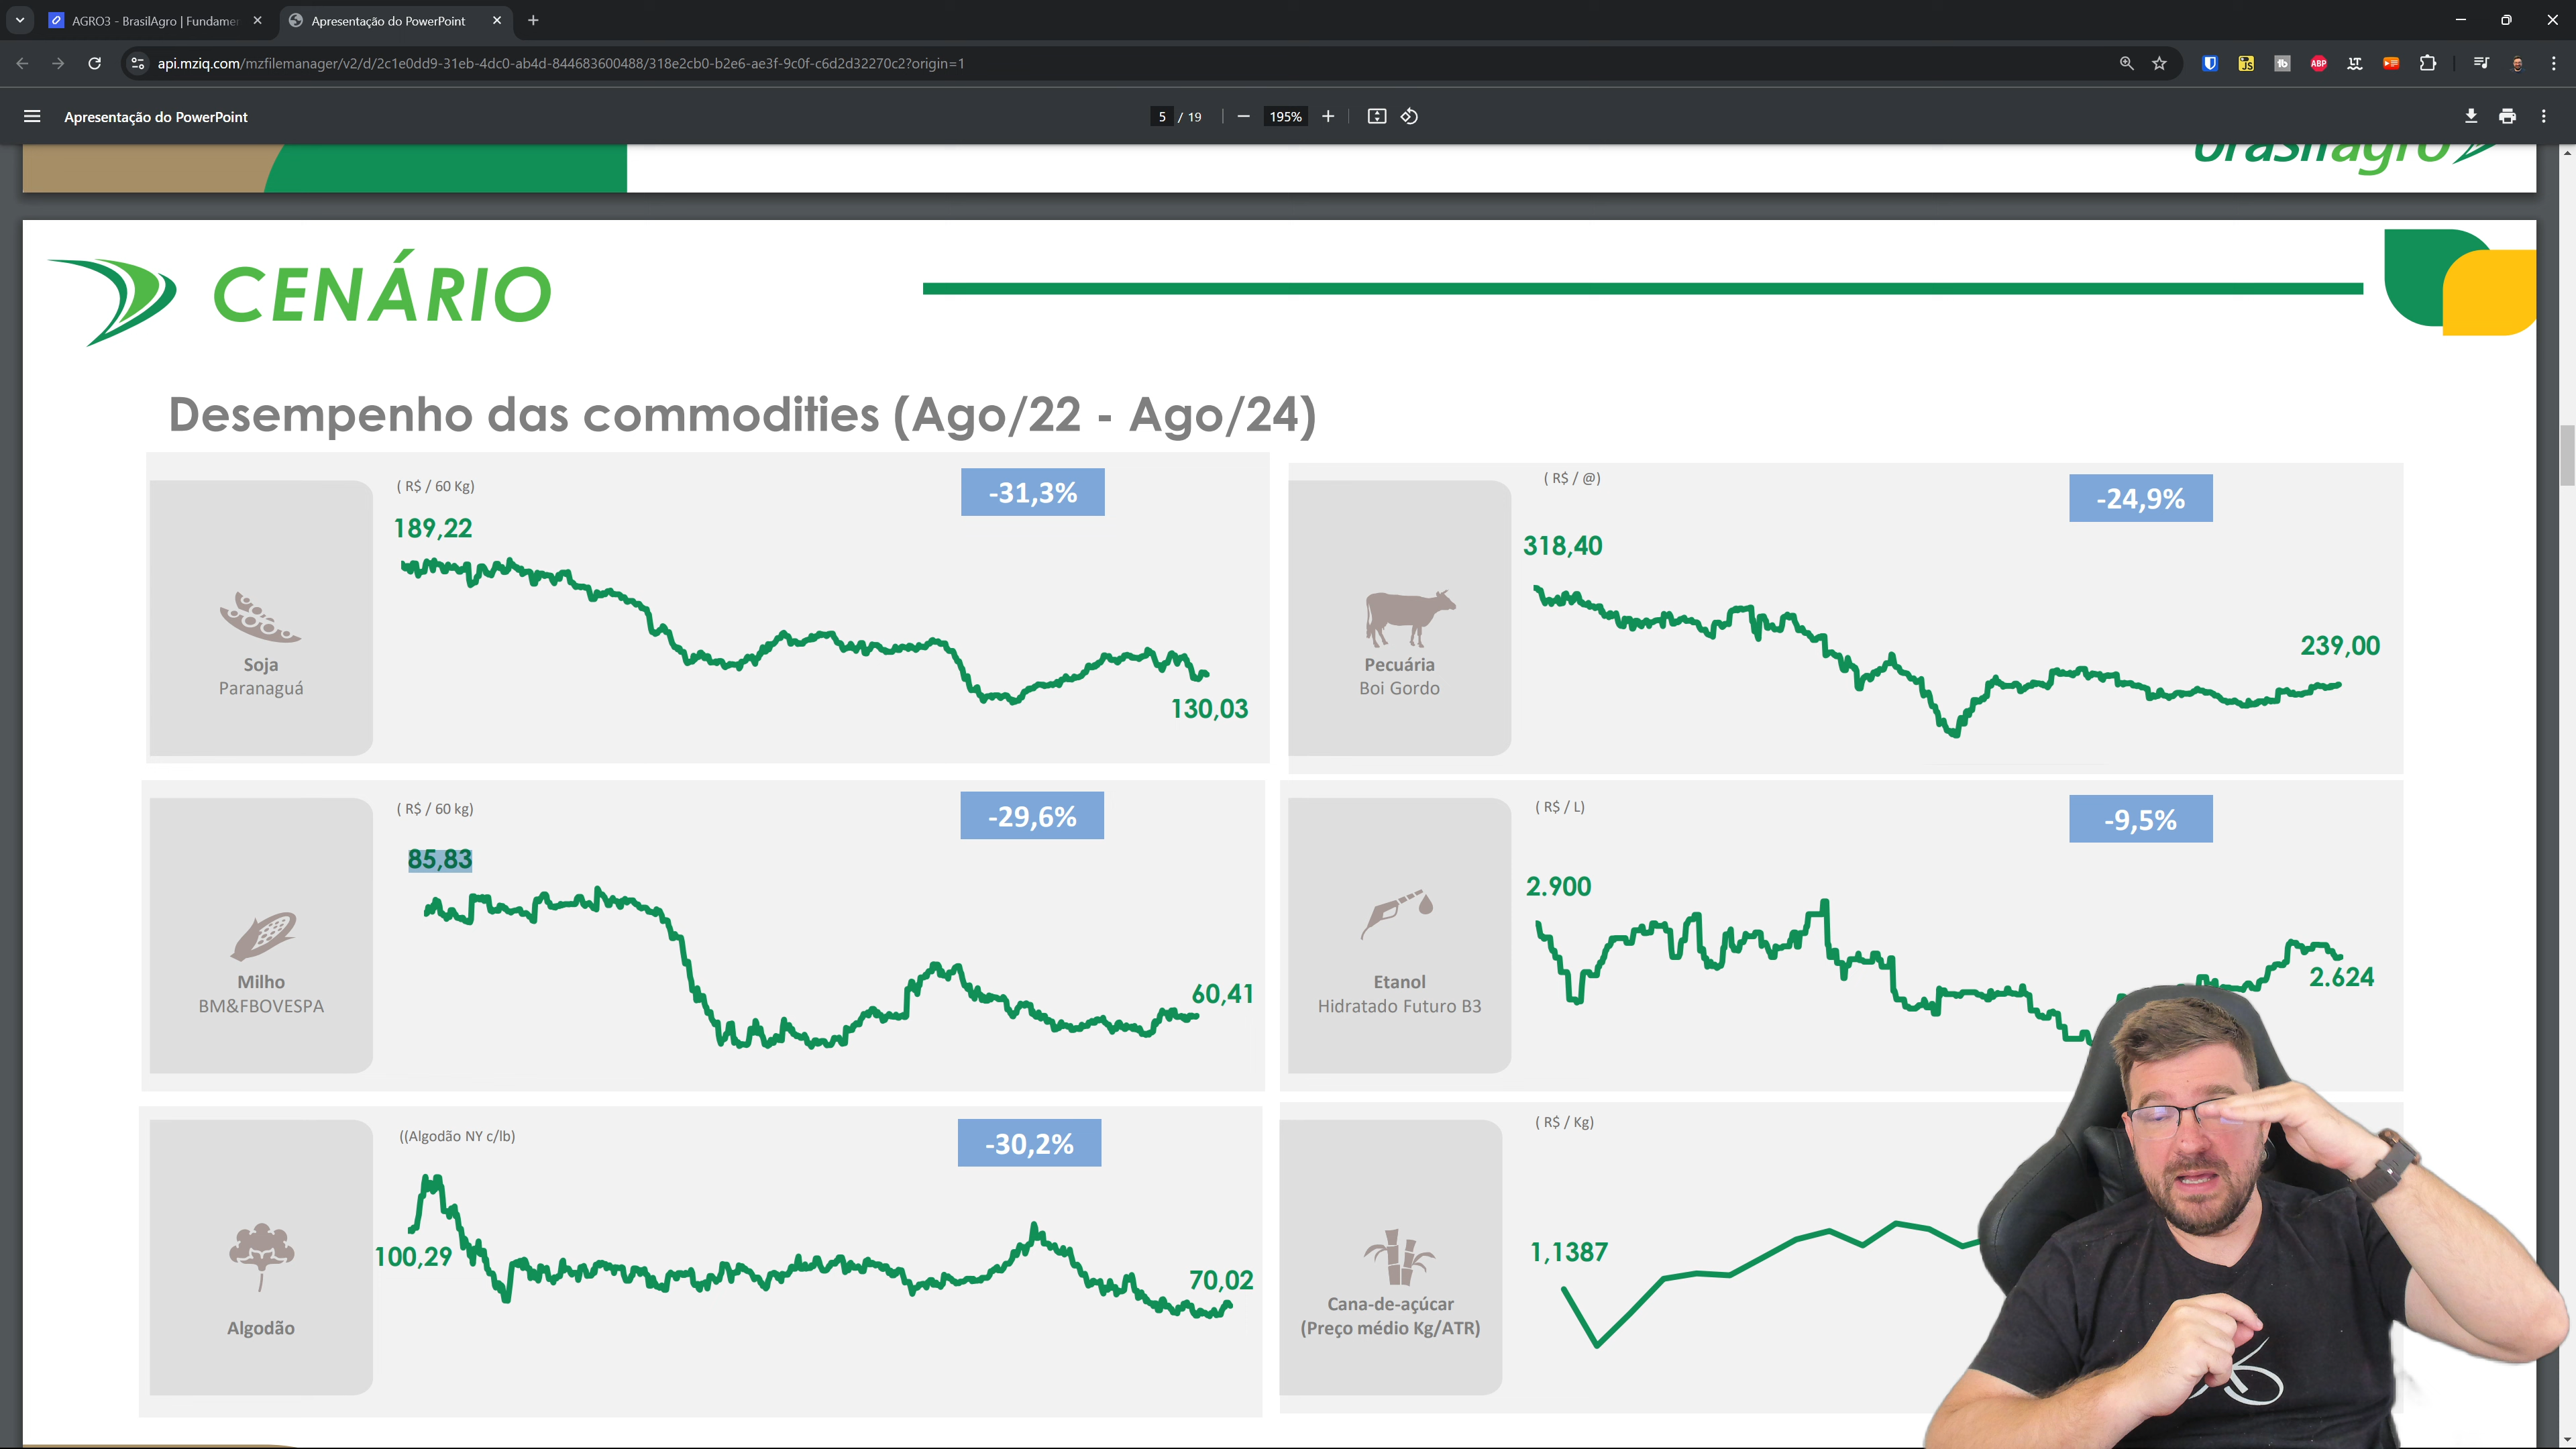 AGRO3 - BrasilAgro | Fundame
Apresentação do PowerPoint
api.mziq.com/mzfilemanager/v2/d/2c1e0dd9-31eb-4dc0-ab4d-844683600488/318e2cb0-b2e6-ae3f-9c0f-c6d2d32270c2?origin=1
ABP
JS
tb
Apresentação do PowerPoint
5 / 19
195%
brasilagro
CENÁRIO
Desempenho das commodities (Ago/22 - Ago/24)
( R$ / 60 Kg)
-31,3%
189,22
Soja
Paranaguá
130,03
( R$ / @)
-24,9%
318,40
239,00
Pecuária
Boi Gordo
( R$ / 60 kg)
-29,6%
85,83
60,41
Milho
BM&FBOVESPA
( R$ / L)
-9,5%
2.900
2.624
Etanol
Hidratado Futuro B3
((Algodão NY c/lb)
-30,2%
100,29
70,02
Algodão
( R$ / Kg)
1,1387
Cana-de-açúcar
(Preço médio Kg/ATR)